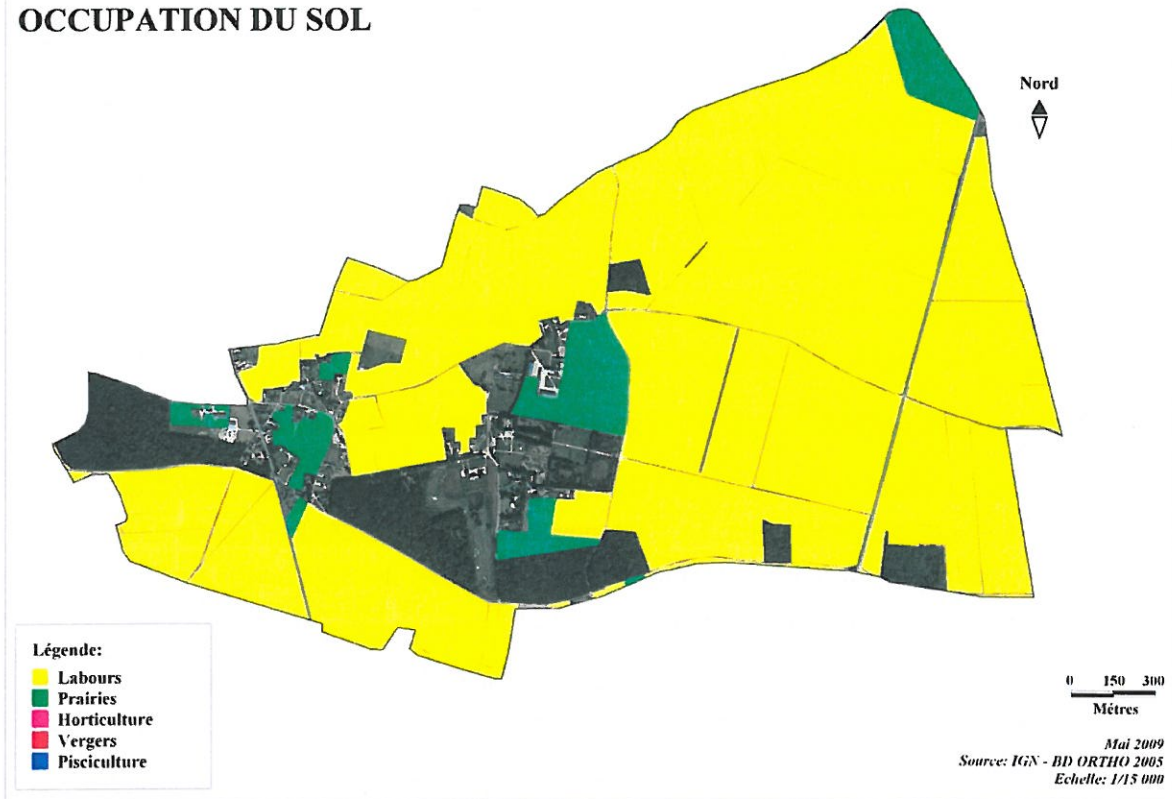 OCCUPATION DU SOL
Nord
Légende:
Labours
Prairies
Horticulture
Vergers
Pisciculture
0 150 300
Métres
Mai 2009
Source: IGN - BD ORTHO 2005
Echelle: 1/15 000